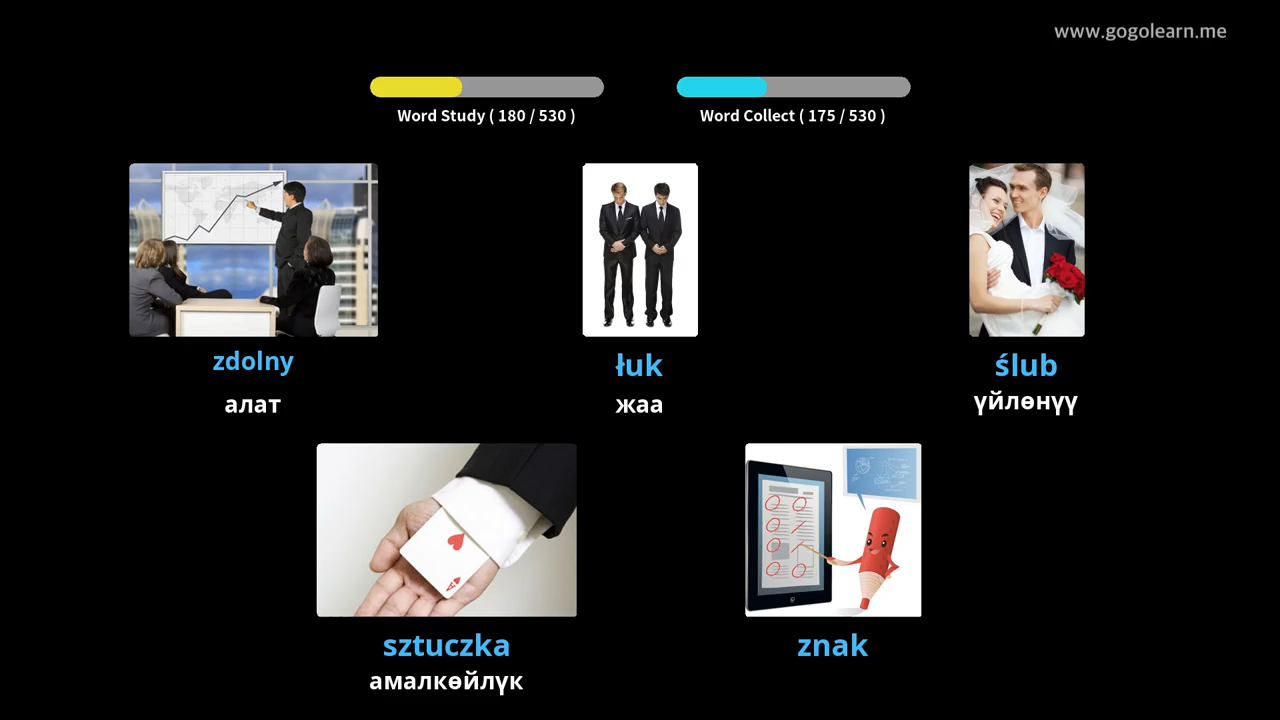 www.gogolearn.me
Word Study ( 180 / 530 )
Word Collect ( 175 / 530 )
zdolny
алат
łuk
жаа
ślub
үйлөнүү
sztuczka
амалкөйлүк
znak